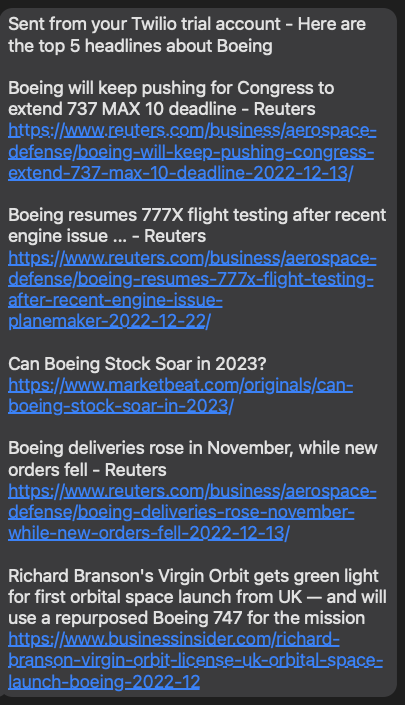 Sent from your Twilio trial account - Here are
the top 5 headlines about Boeing
Boeing will keep pushing for Congress to
extend 737 MAX 10 deadline - Reuters
https://www.reuters.com/business/aerospace-
defense/boeing-will-keep-pushing-congress-
extend-737-max-10-deadline-2022-12-13/
Boeing resumes 777X flight testing after recent
engine issue ... - Reuters
https://www.reuters.com/business/aerospace-
defense/boeing-resumes-777x-flight-testing-
after-recent-engine-issue-
planemaker-2022-12-22/
Can Boeing Stock Soar in 2023?
https://www.marketbeat.com/originals/can-
boeing-stock-soar-in-2023/
Boeing deliveries rose in November, while new
orders fell - Reuters
https://www.reuters.com/business/aerospace-
defense/boeing-deliveries-rose-november-
while-new-orders-fell-2022-12-13/
Richard Branson's Virgin Orbit gets green light
for first orbital space launch from UK — and will
use a repurposed Boeing 747 for the mission
https://www.businessinsider.com/richard-
branson-virgin-orbit-license-uk-orbital-space-
launch-boeing-2022-12